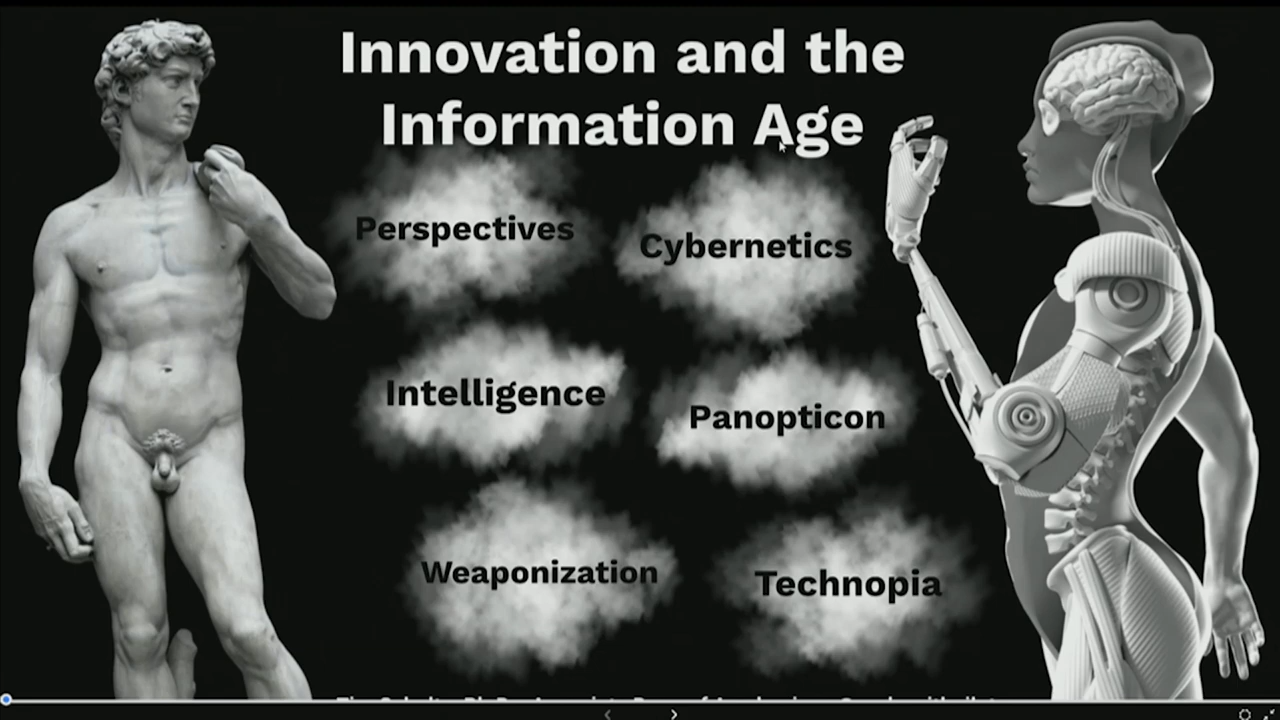 Innovation and the
Information Age
Perspectives
Cybernetics
Intelligence
Panopticon
Weaponization
Technopia